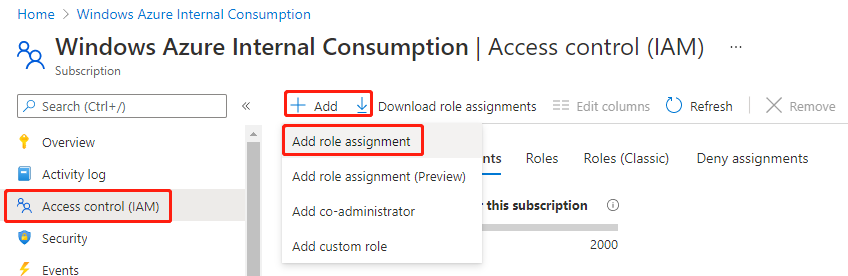 Home > Windows Azure Internal Consumption
Windows Azure Internal Consumption | Access control (IAM) ...
Subscription
Search (Ctrl+/) « + Add Download role assignments Edit columns Refresh Remove
Overview
Activity log
Access control (IAM)
Security
Events
Add role assignment
Add role assignment (Preview)
Add co-administrator
Add custom role
nts Roles Roles (Classic) Deny assignments
r this subscription
2000